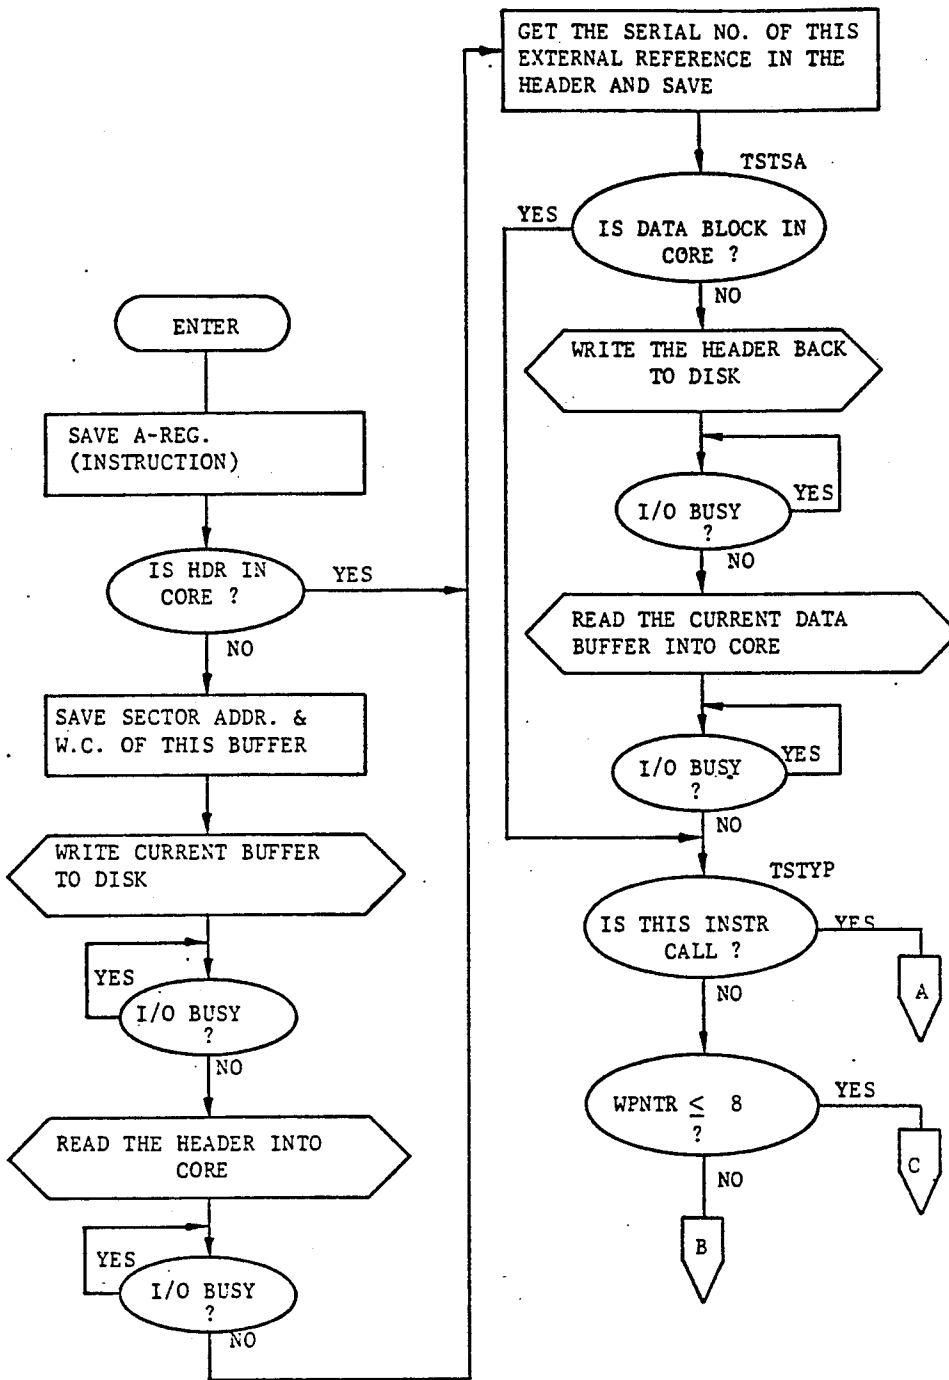 ENTER
SAVE A-REG.
(INSTRUCTION)
IS HDR IN
CORE ?
YES
NO
SAVE SECTOR ADDR. &
W.C. OF THIS BUFFER
WRITE CURRENT BUFFER
TO DISK
YES
I/O BUSY
?
NO
READ THE HEADER INTO
CORE
YES
I/O BUSY
?
NO
GET THE SERIAL NO. OF THIS
EXTERNAL REFERENCE IN THE
HEADER AND SAVE
TSTSA
YES
IS DATA BLOCK IN
CORE ?
NO
WRITE THE HEADER BACK
TO DISK
I/O BUSY
?
YES
NO
READ THE CURRENT DATA
BUFFER INTO CORE
I/O BUSY
?
YES
NO
TSTYP
IS THIS INSTR
CALL ?
YES
A
NO
WPNTR ≤ 8
?
YES
C
NO
B